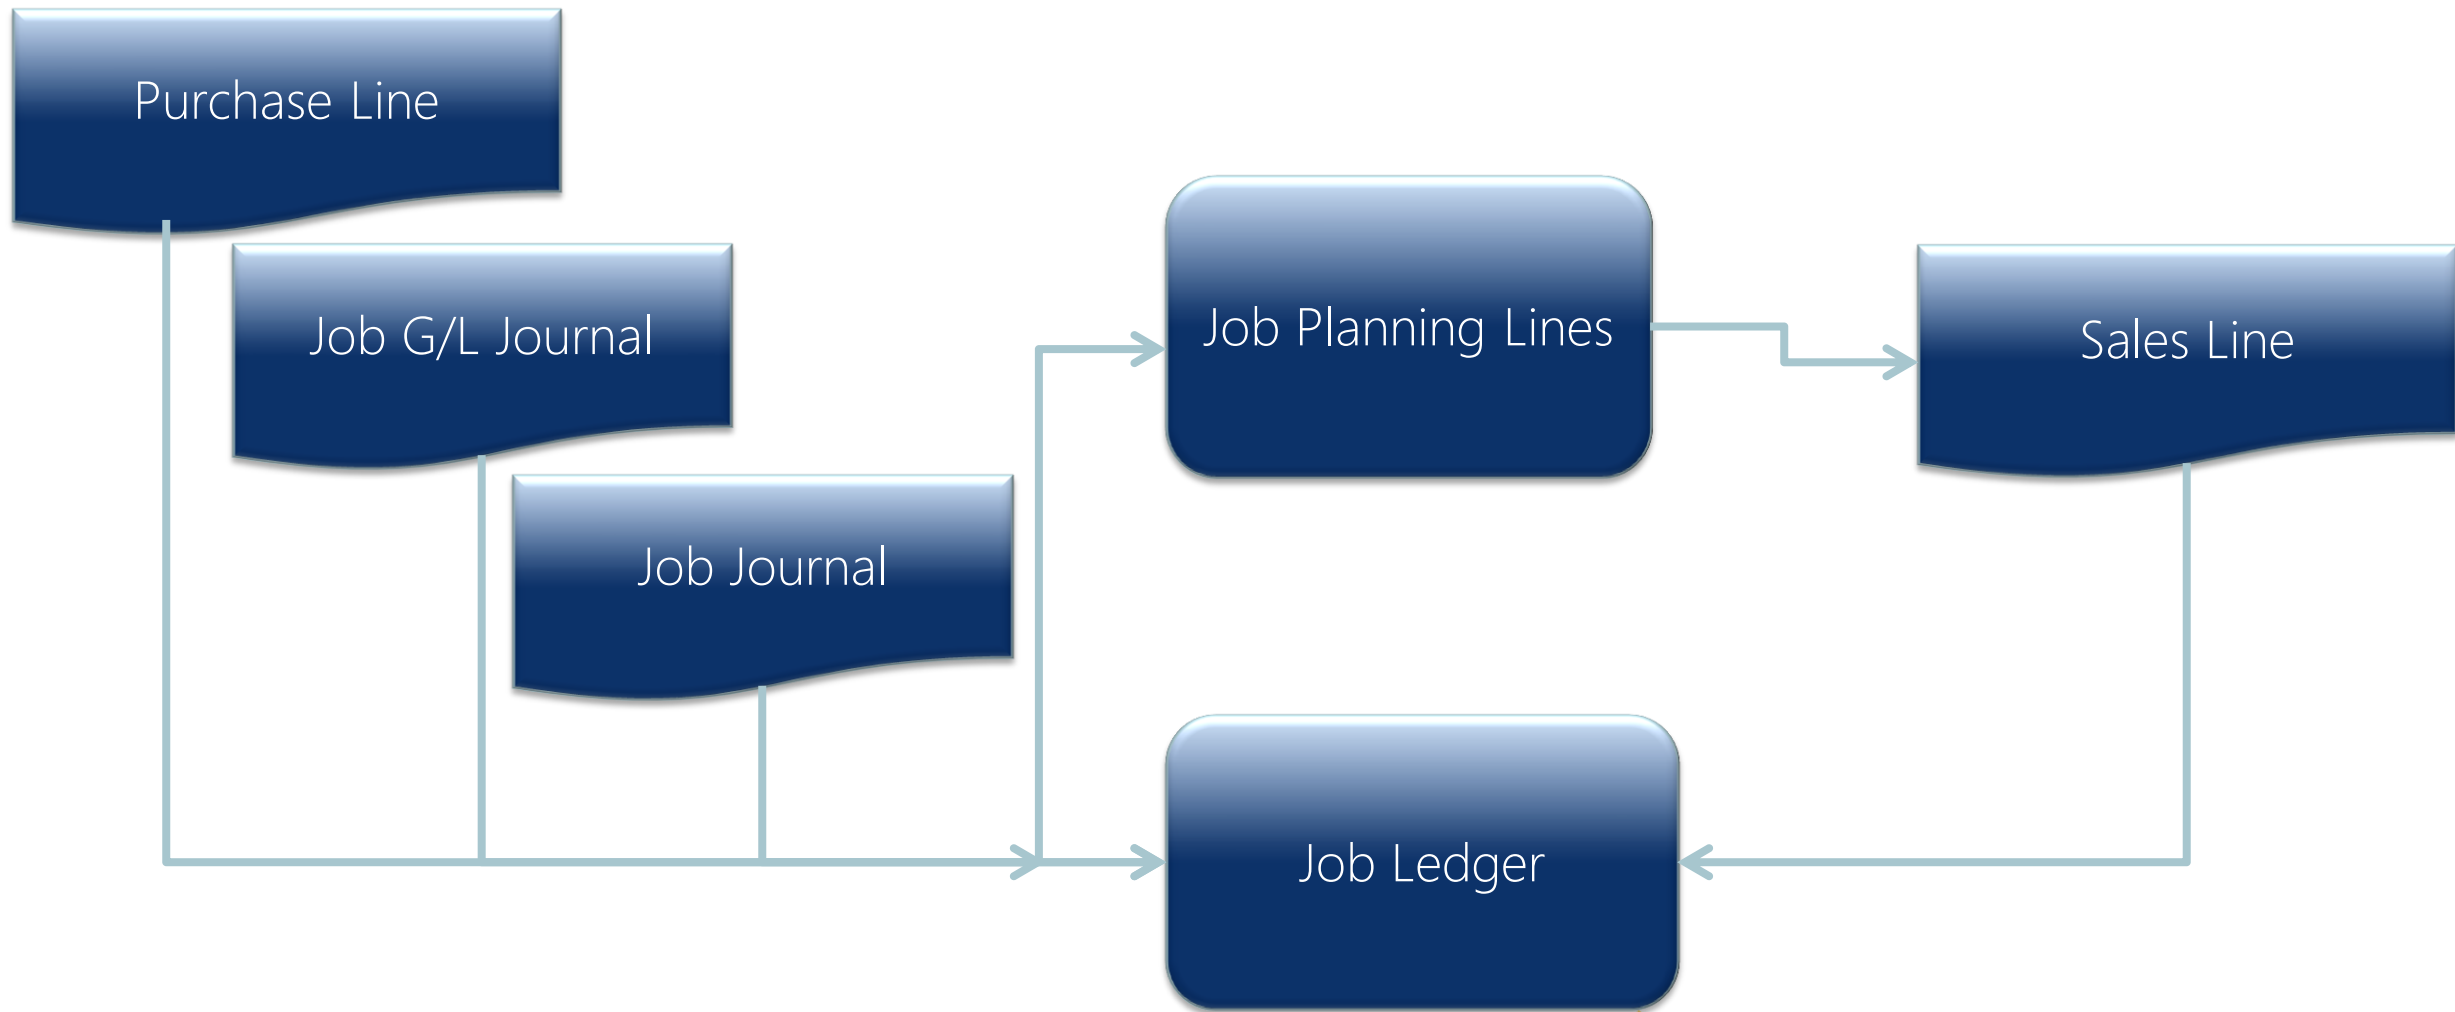 Purchase Line
Job G/L Journal
Job Journal
Job Planning Lines
Sales Line
Job Ledger